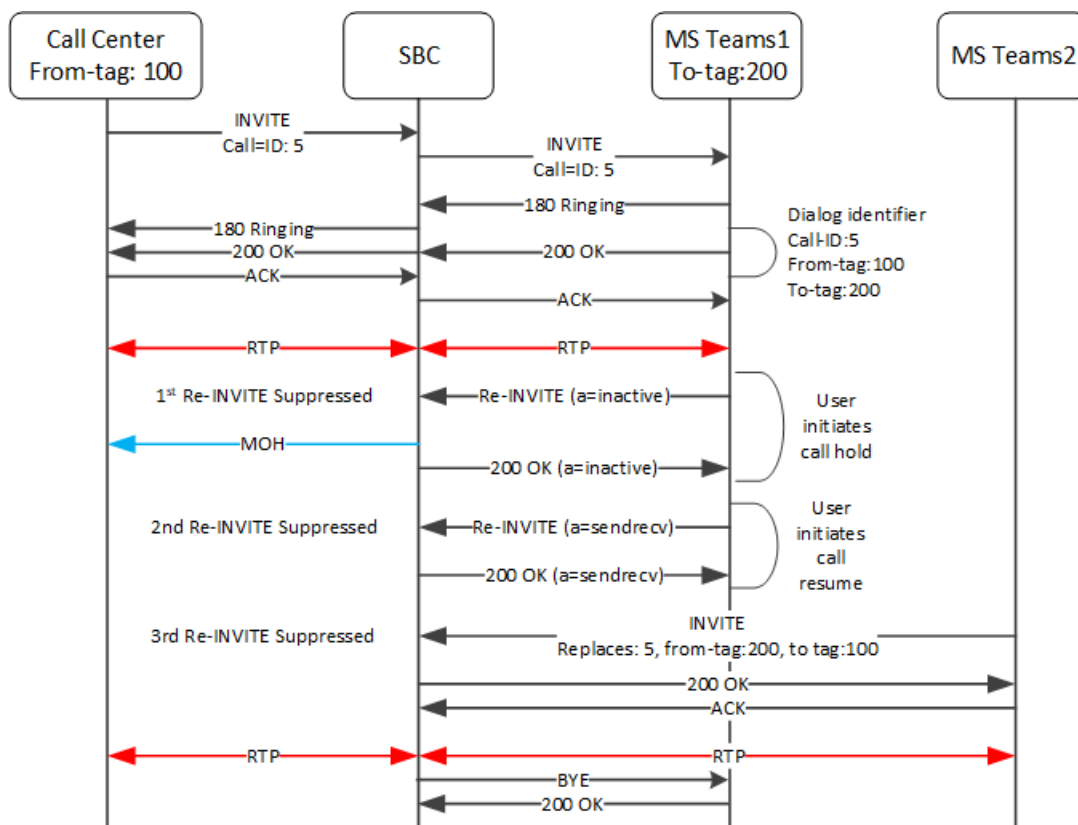 Call Center
From-tag: 100
SBC
MS Teams1
To-tag:200
MS Teams2
INVITE
Call=ID: 5
INVITE
Call=ID: 5
180 Ringing
180 Ringing
200 OK
200 OK
Dialog identifier
Call-ID:5
From-tag:100
To-tag:200
ACK
ACK
RTP
RTP
1st Re-INVITE Suppressed
Re-INVITE (a=inactive)
User
initiates
call hold
MOH
200 OK (a=inactive)
2nd Re-INVITE Suppressed
Re-INVITE (a=sendrecv)
User
initiates
call
resume
200 OK (a=sendrecv)
3rd Re-INVITE Suppressed
INVITE
Replaces: 5, from-tag:200, to tag:100
200 OK
ACK
RTP
RTP
BYE
200 OK